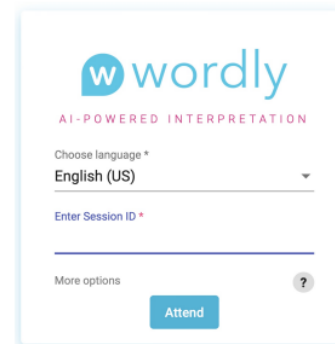 w wordly
AI-POWERED INTERPRETATION
Choose language *
English (US)
Enter Session ID *
More options
?
Attend